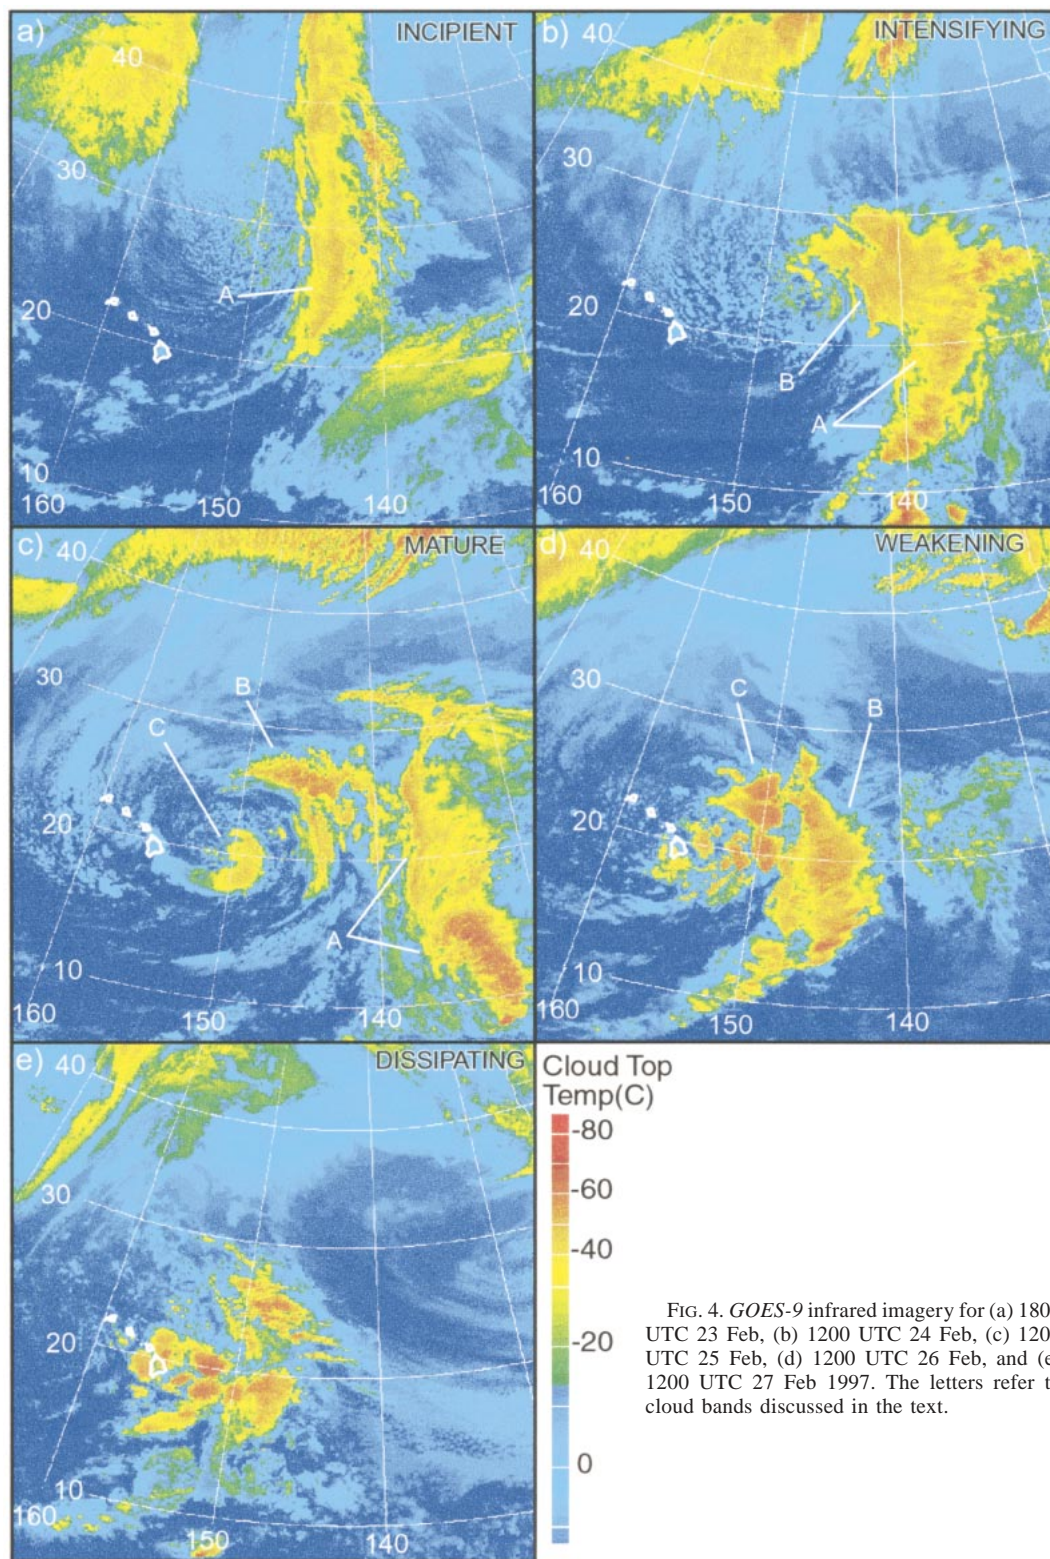 a)
INCIPIENT
40
30
A
20
10
160
150
140
b)
INTENSIFYING
40
30
20
B
A
10
160
150
140
c)
MATURE
40
30
B
C
20
A
10
160
150
140
d)
WEAKENING
40
30
C
B
20
10
160
150
140
e)
DISSIPATING
40
30
20
10
160
150
140
Cloud Top
Temp(C)
-80
-60
-40
-20
0
FIG. 4. GOES-9 infrared imagery for (a) 180
UTC 23 Feb, (b) 1200 UTC 24 Feb, (c) 120
UTC 25 Feb, (d) 1200 UTC 26 Feb, and (e
1200 UTC 27 Feb 1997. The letters refer t
cloud bands discussed in the text.